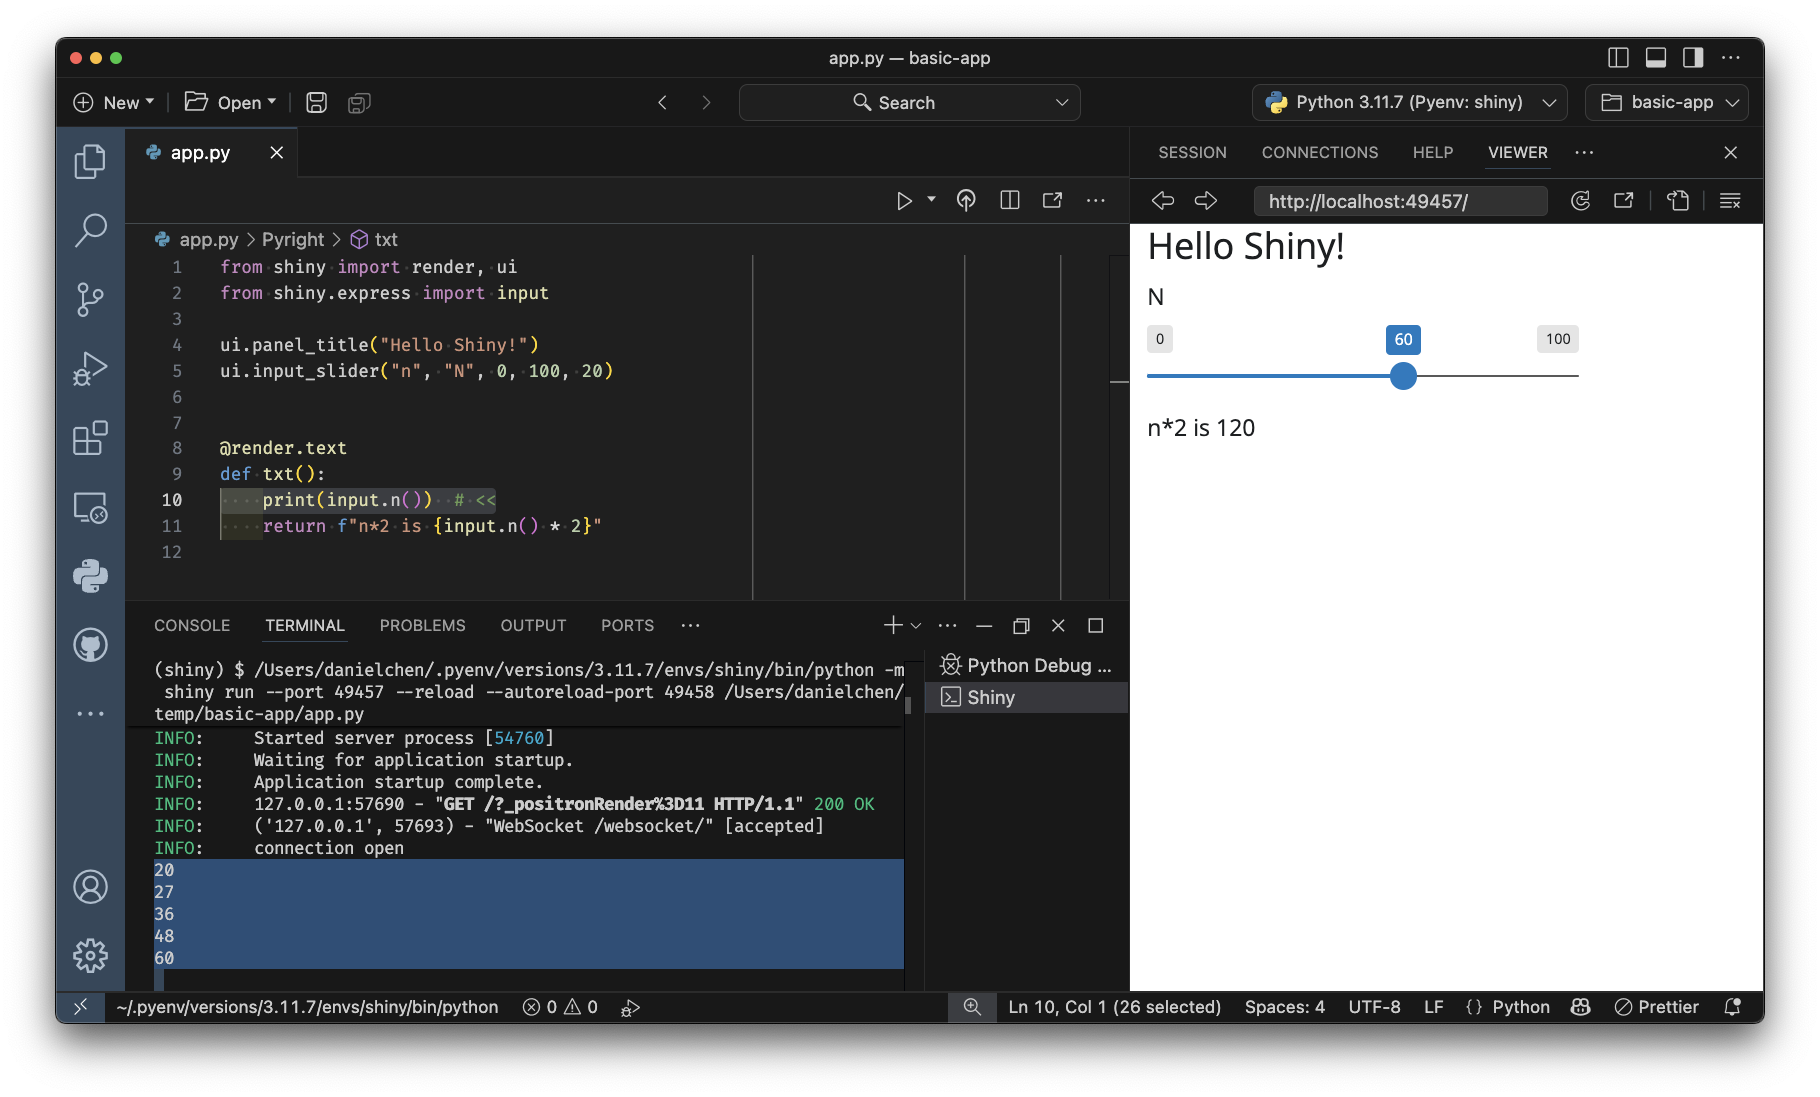 app.py — basic-app
New
Open
Search
Python 3.11.7 (Pyenv: shiny)
basic-app
app.py
SESSION CONNECTIONS HELP VIEWER
http://localhost:49457/
app.py > Pyright > txt
1 from shiny import render, ui
2 from shiny.express import input
3
4 ui.panel_title("Hello Shiny!")
5 ui.input_slider("n", "N", 0, 100, 20)
6
7
8 @render.text
9 def txt():
10     print(input.n())  # <<
11     return f"n*2 is {input.n() * 2}"
12
Hello Shiny!
N
0 60 100
n*2 is 120
CONSOLE TERMINAL PROBLEMS OUTPUT PORTS
(shiny) $ /Users/danielchen/.pyenv/versions/3.11.7/envs/shiny/bin/python -m
 shiny run --port 49457 --reload --autoreload-port 49458 /Users/danielchen/
temp/basic-app/app.py
INFO:     Started server process [54760]
INFO:     Waiting for application startup.
INFO:     Application startup complete.
INFO:     127.0.0.1:57690 - "GET /?_positronRender%3D11 HTTP/1.1" 200 OK
INFO:     ('127.0.0.1', 57693) - "WebSocket /websocket/" [accepted]
INFO:     connection open
20
27
36
48
60
Python Debug ...
Shiny
~/.pyenv/versions/3.11.7/envs/shiny/bin/python 0 0 Ln 10, Col 1 (26 selected) Spaces: 4 UTF-8 LF {} Python Prettier